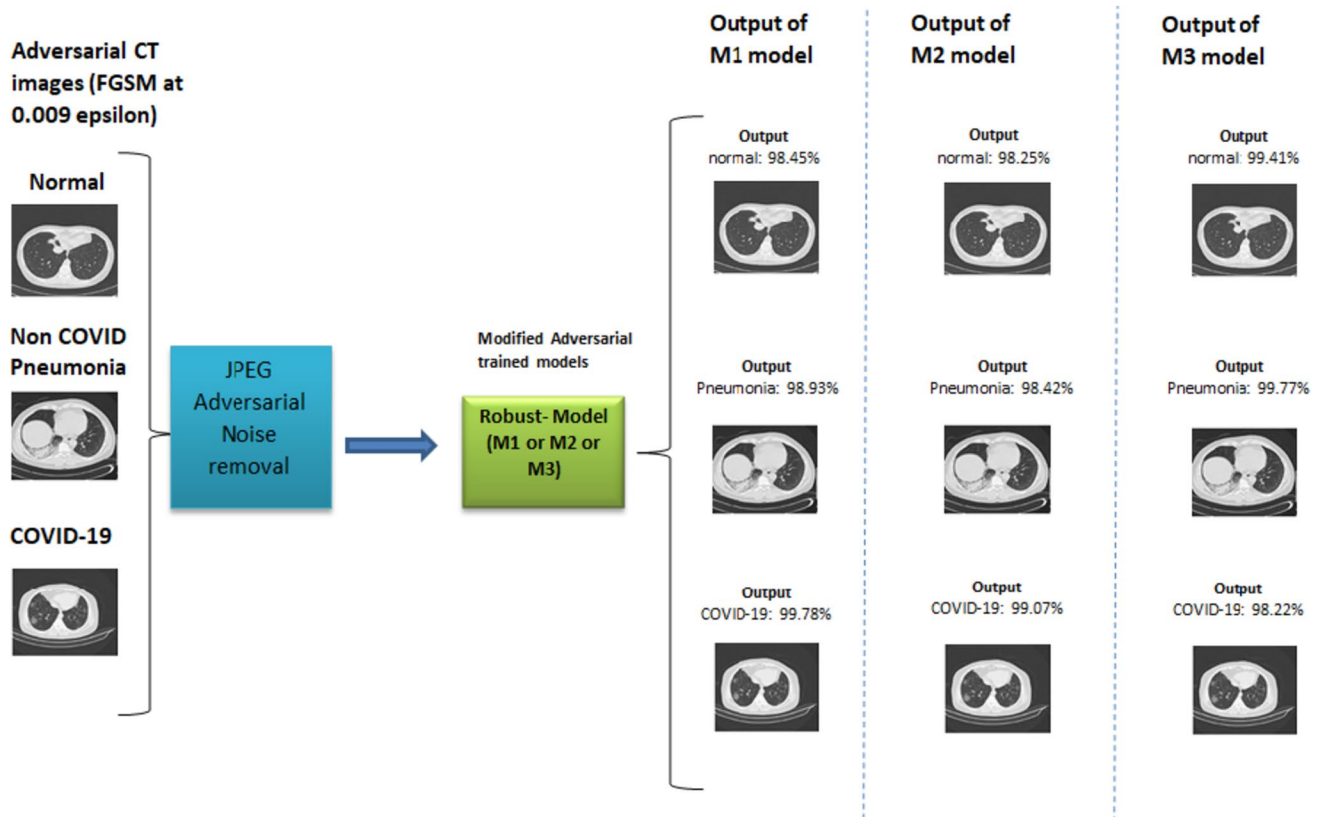 Adversarial CT
images (FGSM at
0.009 epsilon)
Normal
Non COVID
Pneumonia
COVID-19
JPEG
Adversarial
Noise
removal
Modified Adversarial
trained models
Robust- Model
(M1 or M2 or
M3)
Output of
M1 model
Output
normal: 98.45%
Output
Pneumonia: 98.93%
Output
COVID-19: 99.78%
Output of
M2 model
Output
normal: 98.25%
Output
Pneumonia: 98.42%
Output
COVID-19: 99.07%
Output of
M3 model
Output
normal: 99.41%
Output
Pneumonia: 99.77%
Output
COVID-19: 98.22%